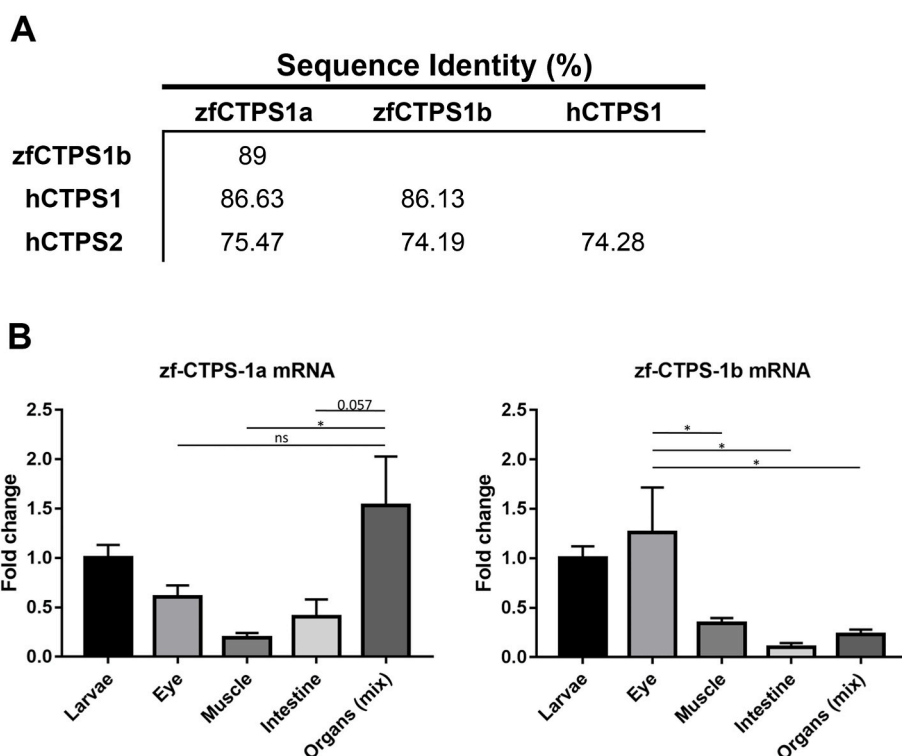 A
Sequence Identity (%)
zfCTPS1a zfCTPS1b hCTPS1
zfCTPS1b 89
hCTPS1 86.63 86.13
hCTPS2 75.47 74.19 74.28
B
zf-CTPS-1a mRNA
Fold change
2.5
2.0
1.5
1.0
0.5
0.0
0.057
*
ns
Larvae
Eye
Muscle
Intestine
Organs (mix)
zf-CTPS-1b mRNA
Fold change
2.5
2.0
1.5
1.0
0.5
0.0
*
*
*
Larvae
Eye
Muscle
Intestine
Organs (mix)